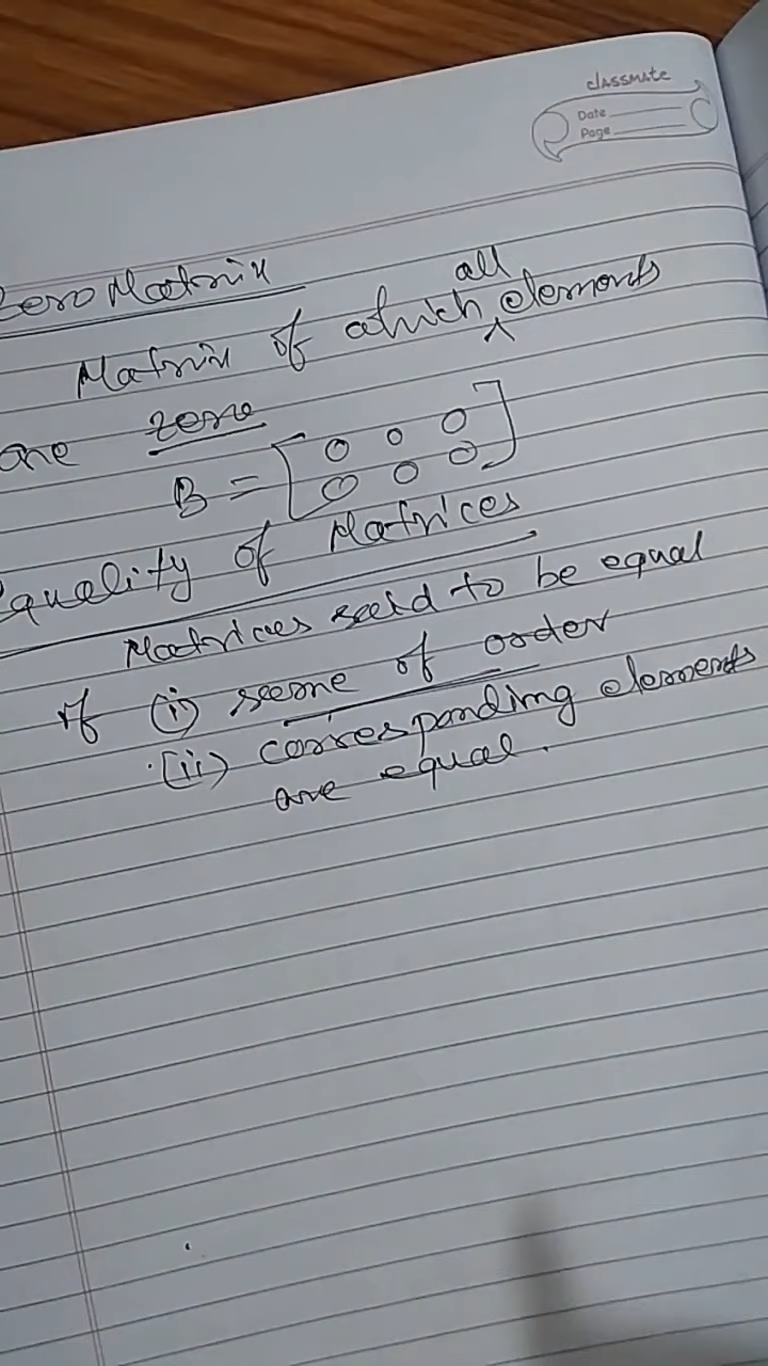 classmate
Date
Page
Zero Matrix
Matrix of which all elements
are zero
B = [0 0 0
0 0 0]
Equality of Matrices
Matrices said to be equal
if (i) same of order
(ii) corresponding elements
are equal.